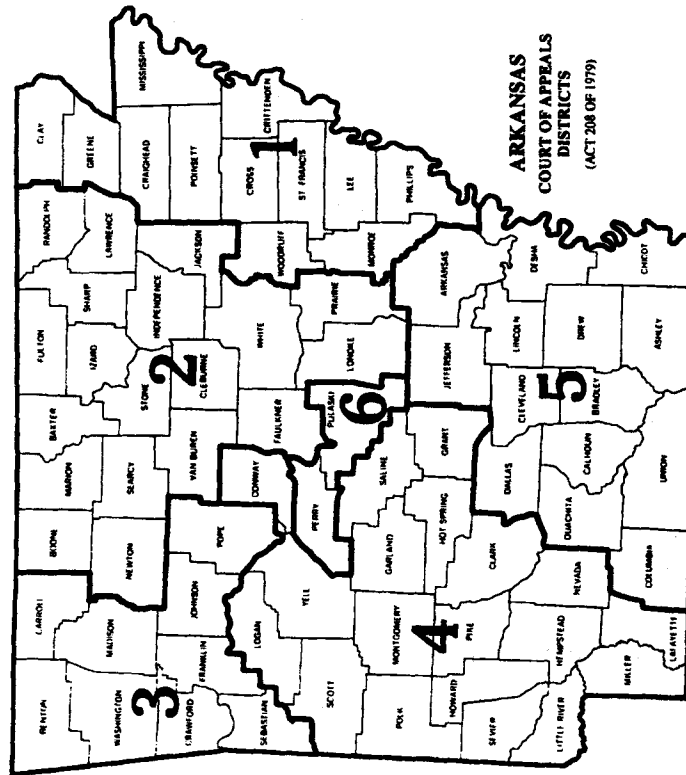 BENTON
CARROLL
BOONE
MARION
BAXTER
FULTON
RANDOLPH
CLAY
GREENE
SHARP
IZARD
LAWRENCE
WASHINGTON
MADISON
NEWTON
SEARCY
STONE
INDEPENDENCE
JACKSON
CRAIGHEAD
MISSISSIPPI
3
2
CRAWFORD
FRANKLIN
JOHNSON
POPE
VAN BUREN
CLEBURNE
POINSETT
SEBASTIAN
LOGAN
CONWAY
FAULKNER
WHITE
WOODRUFF
CROSS
CRITTENDEN
1
ST FRANCIS
SCOTT
YELL
PERRY
PULASKI
LONOKE
PRAIRIE
MONROE
LEE
6
SALINE
GARLAND
PHILLIPS
POLK
MONTGOMERY
HOT SPRING
GRANT
JEFFERSON
ARKANSAS
4
HOWARD
PIKE
CLARK
DALLAS
CLEVELAND
LINCOLN
DESHA
SEVIER
5
LITTLE RIVER
HEMPSTEAD
NEVADA
OUACHITA
CALHOUN
BRADLEY
DREW
CHICOT
MILLER
LAFAYETTE
COLUMBIA
UNION
ASHLEY
ARKANSAS
COURT OF APPEALS
DISTRICTS
(ACT 208 OF 1979)